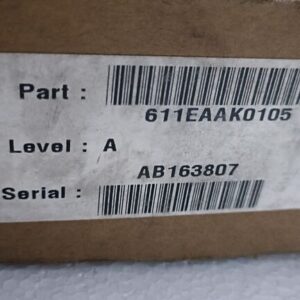 Part :
611EAAK0105
Level : A
AB163807
Serial :